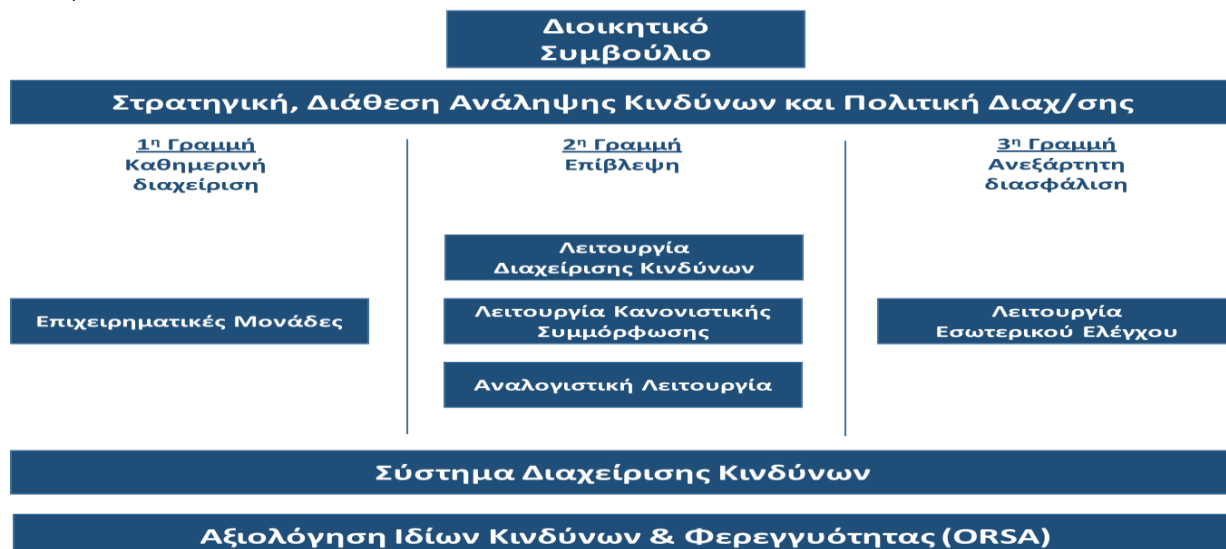 Διοικητικό
Συμβούλιο
Στρατηγική, Διάθεση Ανάληψης Κινδύνων και Πολιτική Διαχ/σης
1η Γραμμή
Καθημερινή
διαχείριση
2η Γραμμή
Επίβλεψη
3η Γραμμή
Ανεξάρτητη
διασφάλιση
Λειτουργία
Διαχείρισης Κινδύνων
Επιχειρηματικές Μονάδες
Λειτουργία Κανονιστικής
Συμμόρφωσης
Λειτουργία
Εσωτερικού Ελέγχου
Αναλογιστική Λειτουργία
Σύστημα Διαχείρισης Κινδύνων
Αξιολόγηση Ιδίων Κινδύνων & Φερεγγυότητας (ORSA)